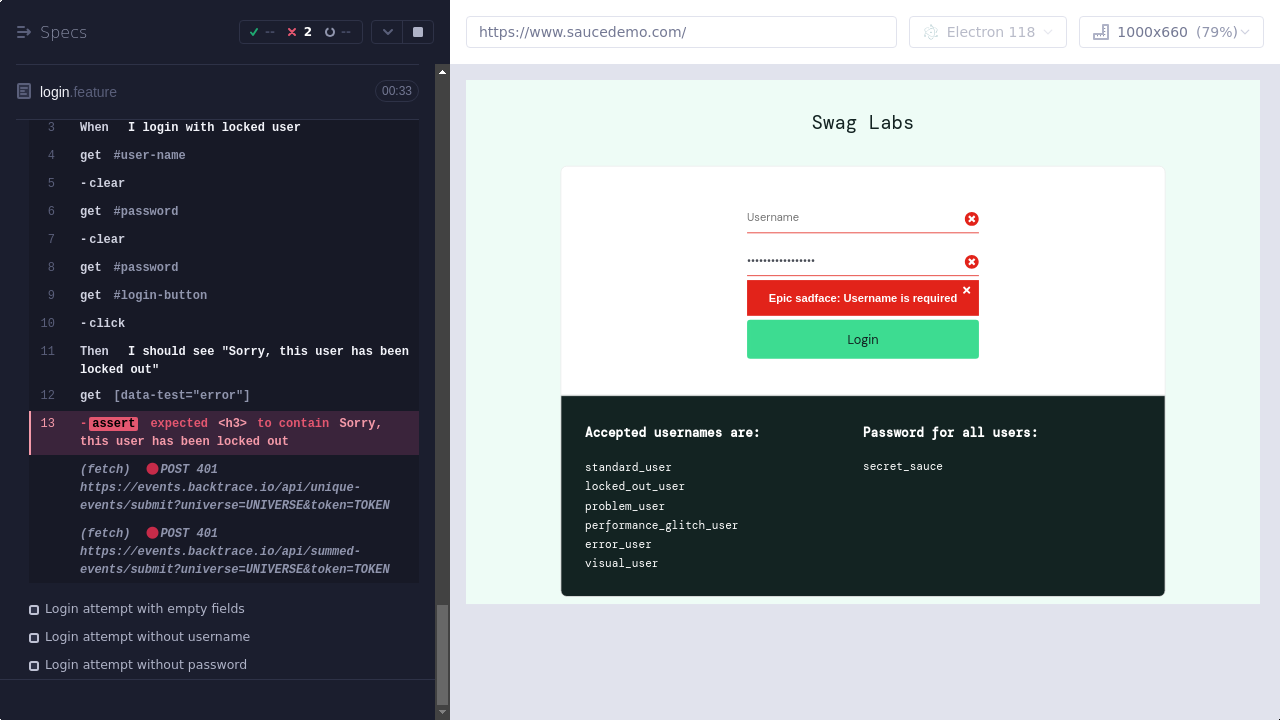 Specs
--
2
--
login.feature
00:33
3 When I login with locked user
4 get #user-name
5 -clear
6 get #password
7 -clear
8 get #password
9 get #login-button
10 -click
11 Then I should see "Sorry, this user has been
locked out"
12 get [data-test="error"]
13 -assert expected <h3> to contain Sorry,
this user has been locked out
(fetch) POST 401
https://events.backtrace.io/api/unique-
events/submit?universe=UNIVERSE&token=TOKEN
(fetch) POST 401
https://events.backtrace.io/api/summed-
events/submit?universe=UNIVERSE&token=TOKEN
Login attempt with empty fields
Login attempt without username
Login attempt without password
https://www.saucedemo.com/
Electron 118
1000x660 (79%)
Swag Labs
Username
•••••••••••••••••
Epic sadface: Username is required
Login
Accepted usernames are:
standard_user
locked_out_user
problem_user
performance_glitch_user
error_user
visual_user
Password for all users:
secret_sauce